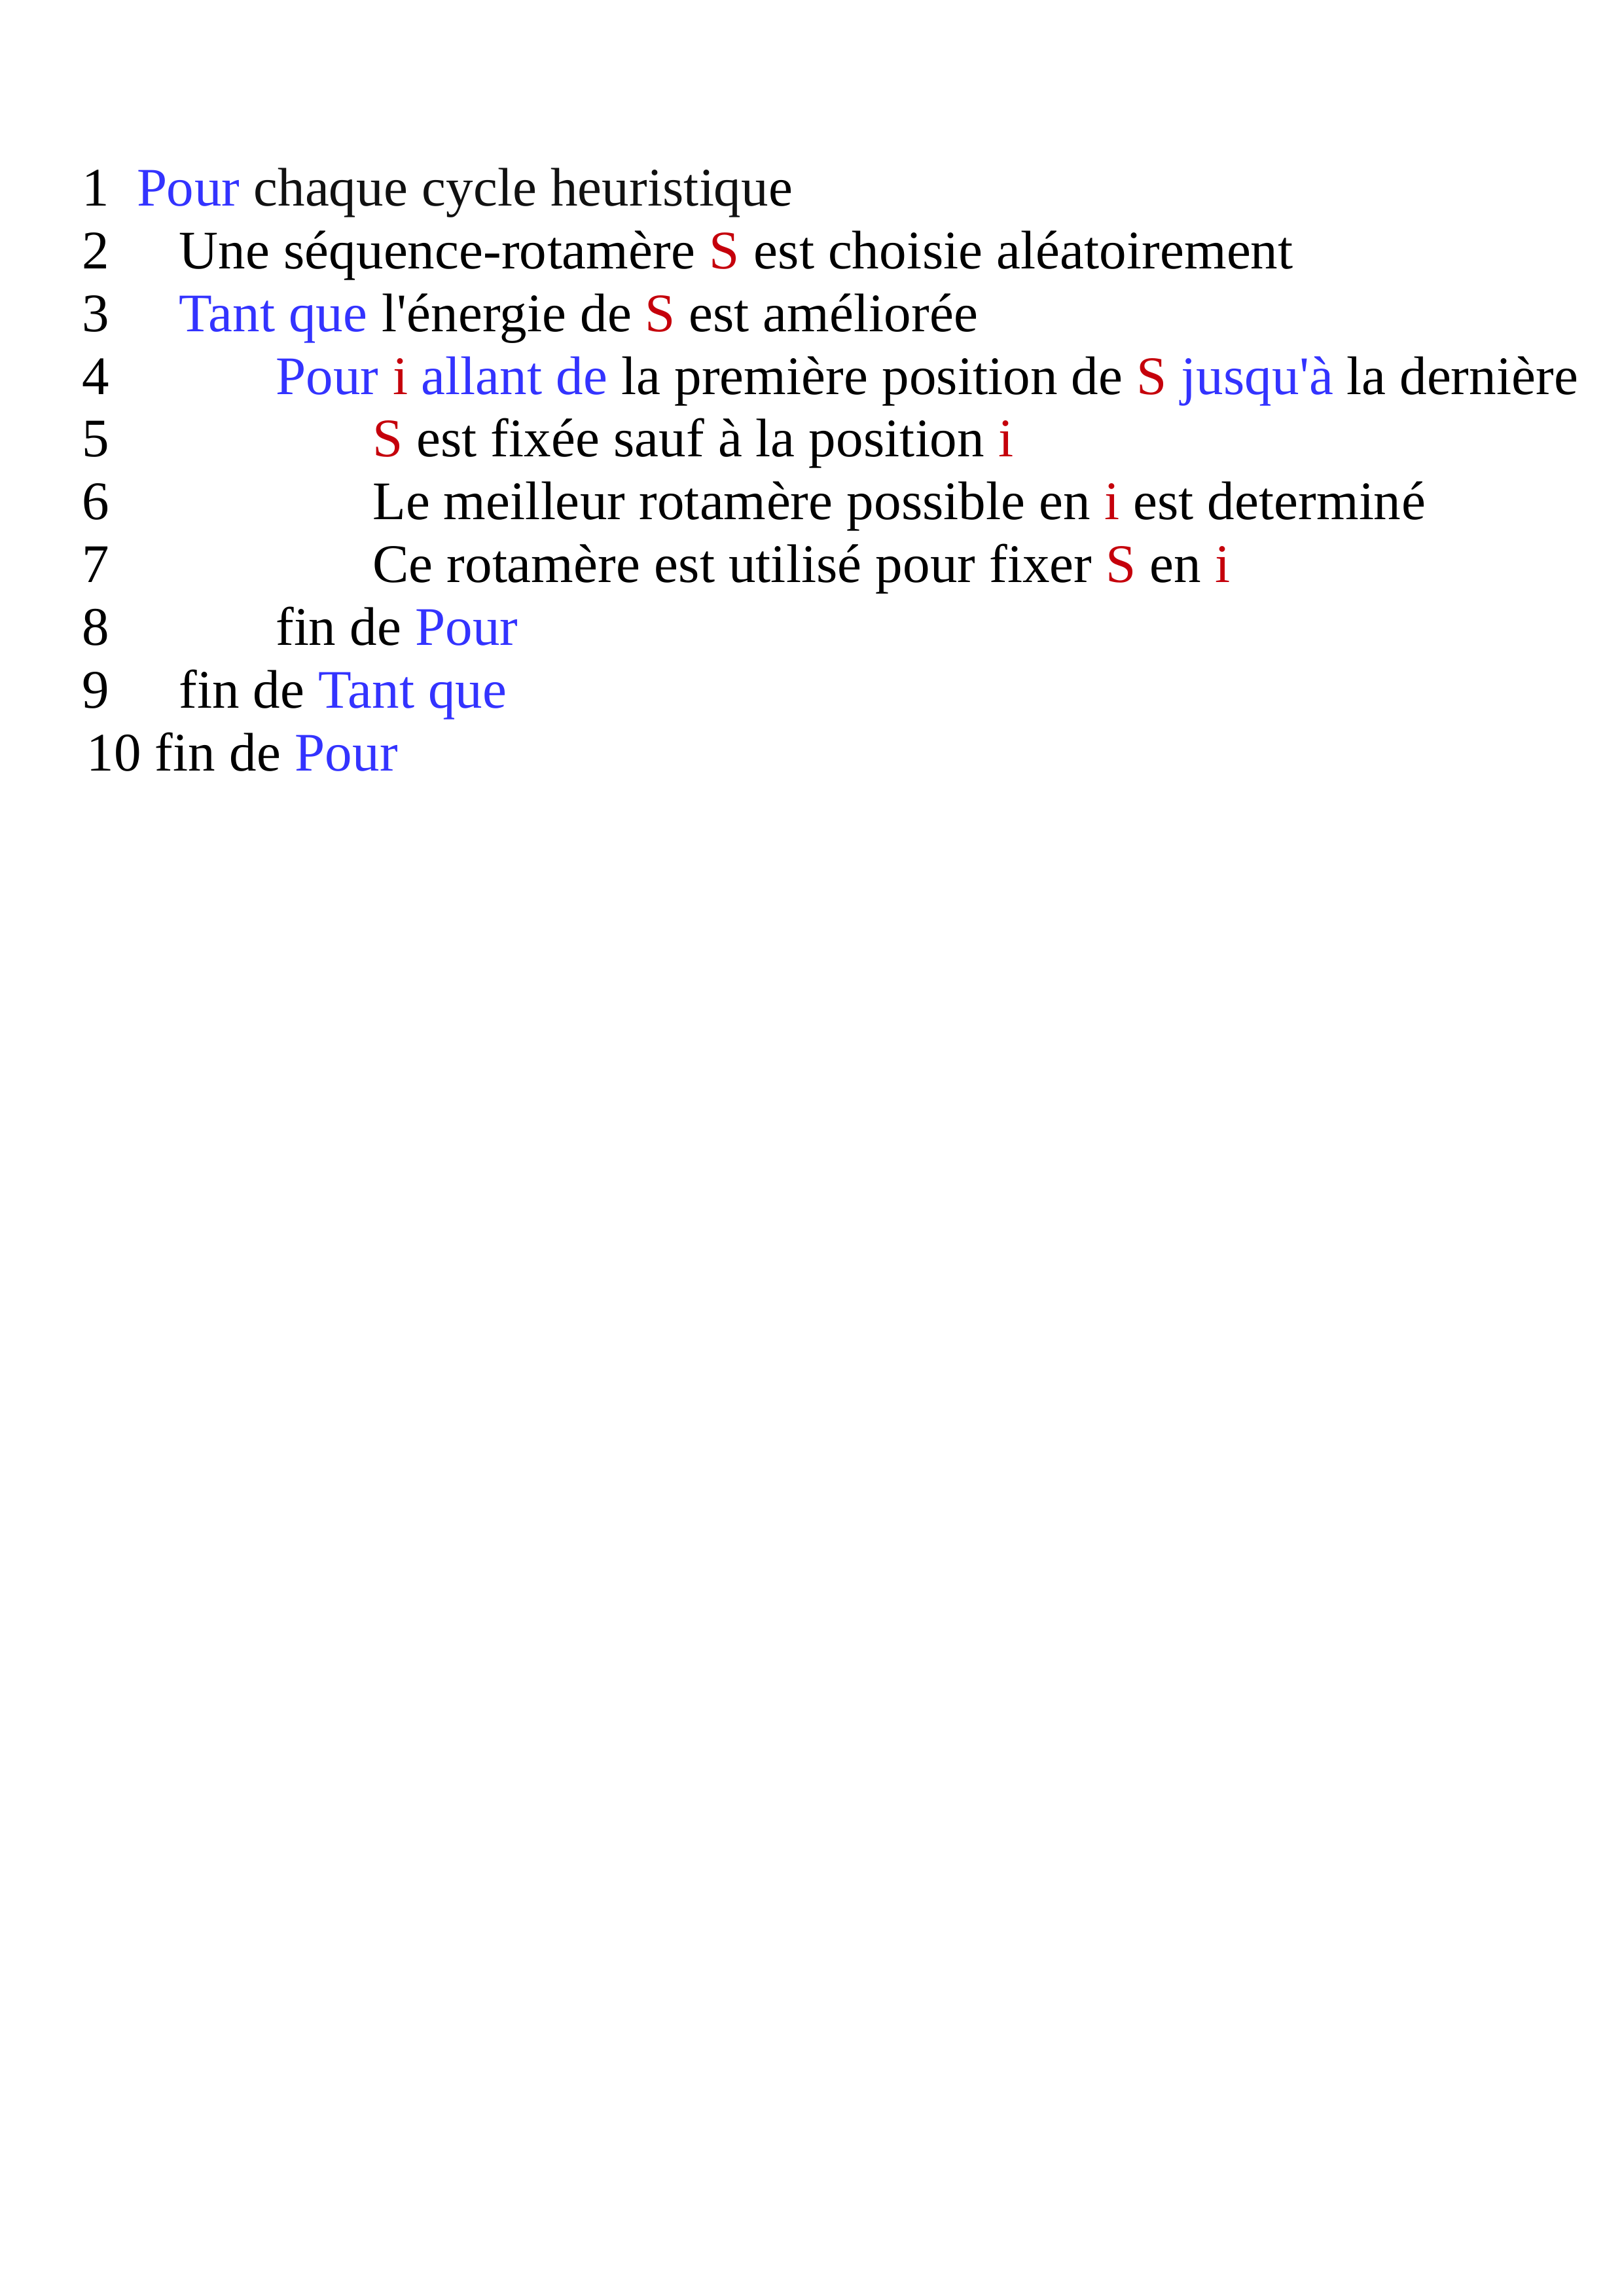 1 Pour chaque cycle heuristique
2 Une séquence-rotamère S est choisie aléatoirement
3 Tant que l'énergie de S est améliorée
4 Pour i allant de la première position de S jusqu'à la dernière
5 S est fixée sauf à la position i
6 Le meilleur rotamère possible en i est determiné
7 Ce rotamère est utilisé pour fixer S en i
8 fin de Pour
9 fin de Tant que
10 fin de Pour